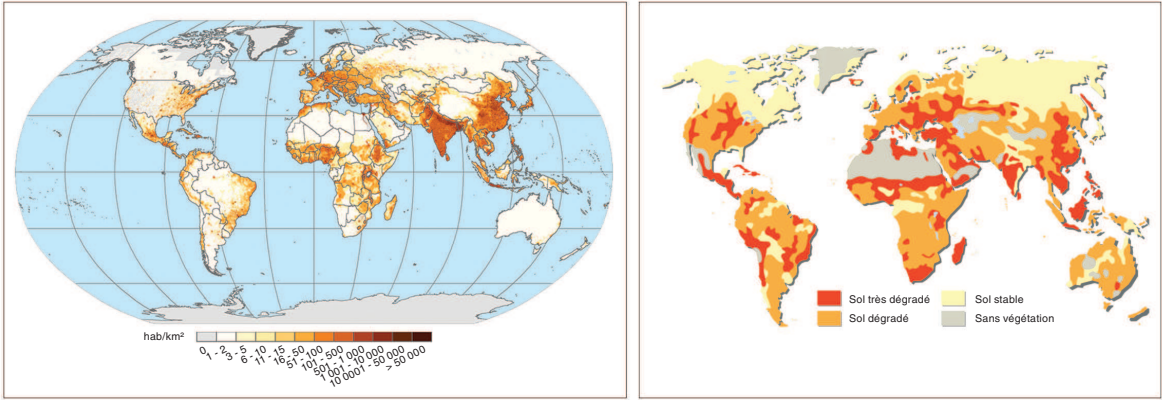 hab/km²
0
1 - 2
3 - 5
6 - 10
11 - 15
16 - 50
51 - 100
101 - 500
501 - 1 000
1 001 - 10 000
10 0001 - 50 000
> 50 000
Sol très dégradé
Sol stable
Sol dégradé
Sans végétation